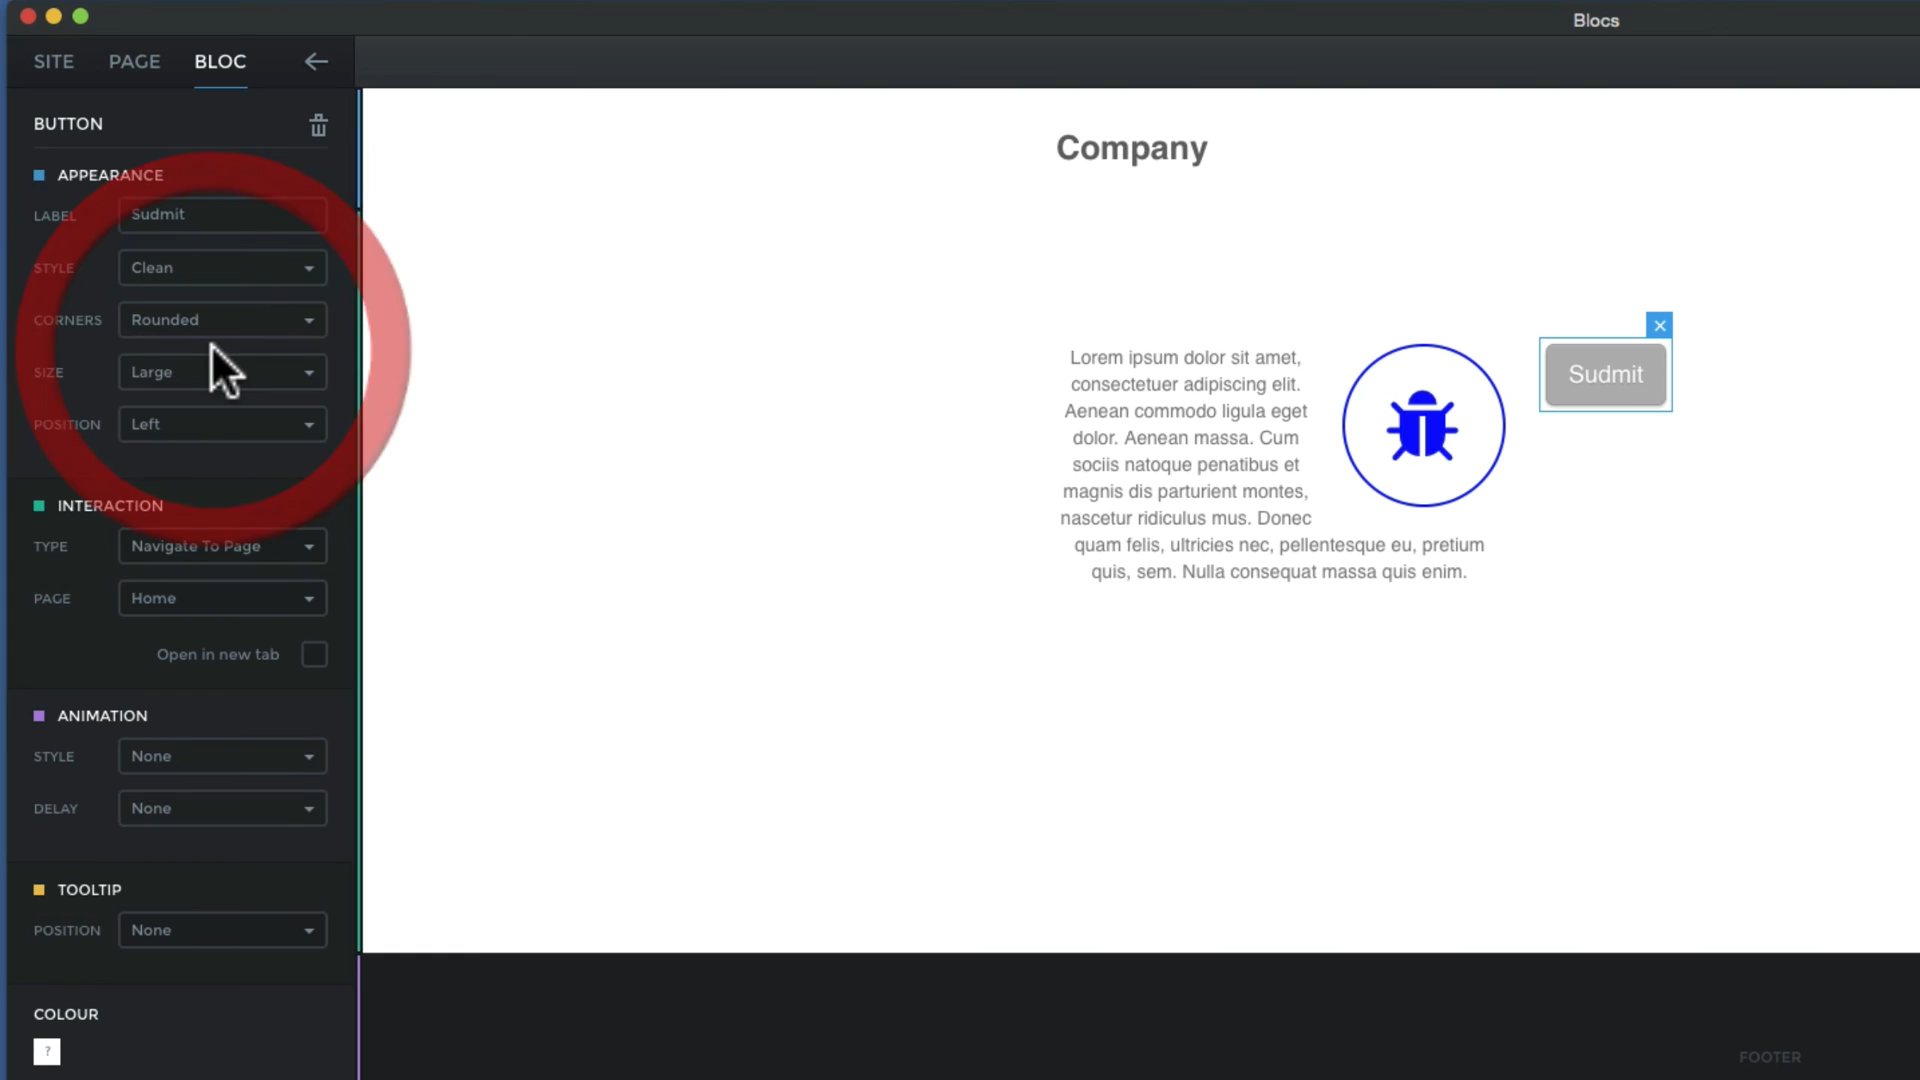 Blocs
SITE PAGE BLOC
BUTTON
APPEARANCE
LABEL Sudmit
STYLE Clean
CORNERS Rounded
SIZE Large
POSITION Left
INTERACTION
TYPE Navigate To Page
PAGE Home
Open in new tab
ANIMATION
STYLE None
DELAY None
TOOLTIP
POSITION None
COLOUR
?
Company
Lorem ipsum dolor sit amet,
consectetuer adipiscing elit.
Aenean commodo ligula eget
dolor. Aenean massa. Cum
sociis natoque penatibus et
magnis dis parturient montes,
nascetur ridiculus mus. Donec
quam felis, ultricies nec, pellentesque eu, pretium
quis, sem. Nulla consequat massa quis enim.
Sudmit
FOOTER